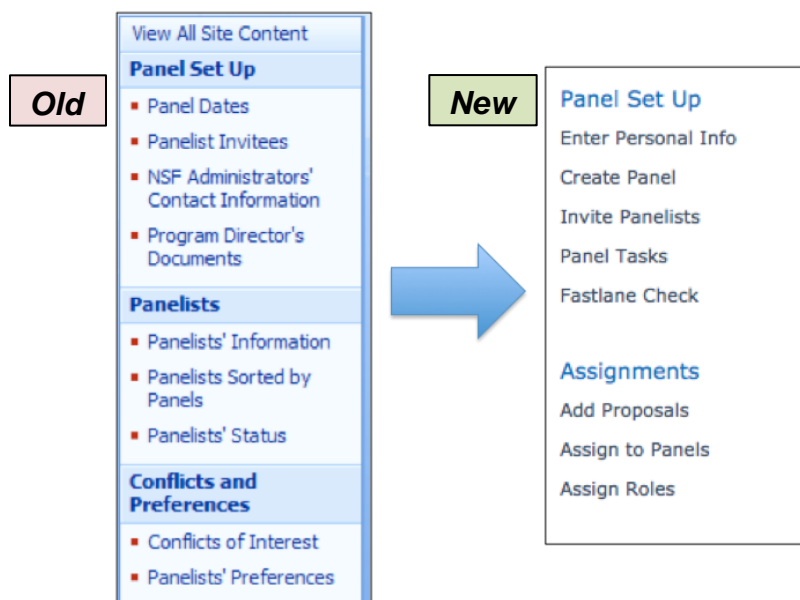 Old
View All Site Content
Panel Set Up
Panel Dates
Panelist Invitees
NSF Administrators'
Contact Information
Program Director's
Documents
Panelists
Panelists' Information
Panelists Sorted by
Panels
Panelists' Status
Conflicts and
Preferences
Conflicts of Interest
Panelists' Preferences
New
Panel Set Up
Enter Personal Info
Create Panel
Invite Panelists
Panel Tasks
Fastlane Check
Assignments
Add Proposals
Assign to Panels
Assign Roles